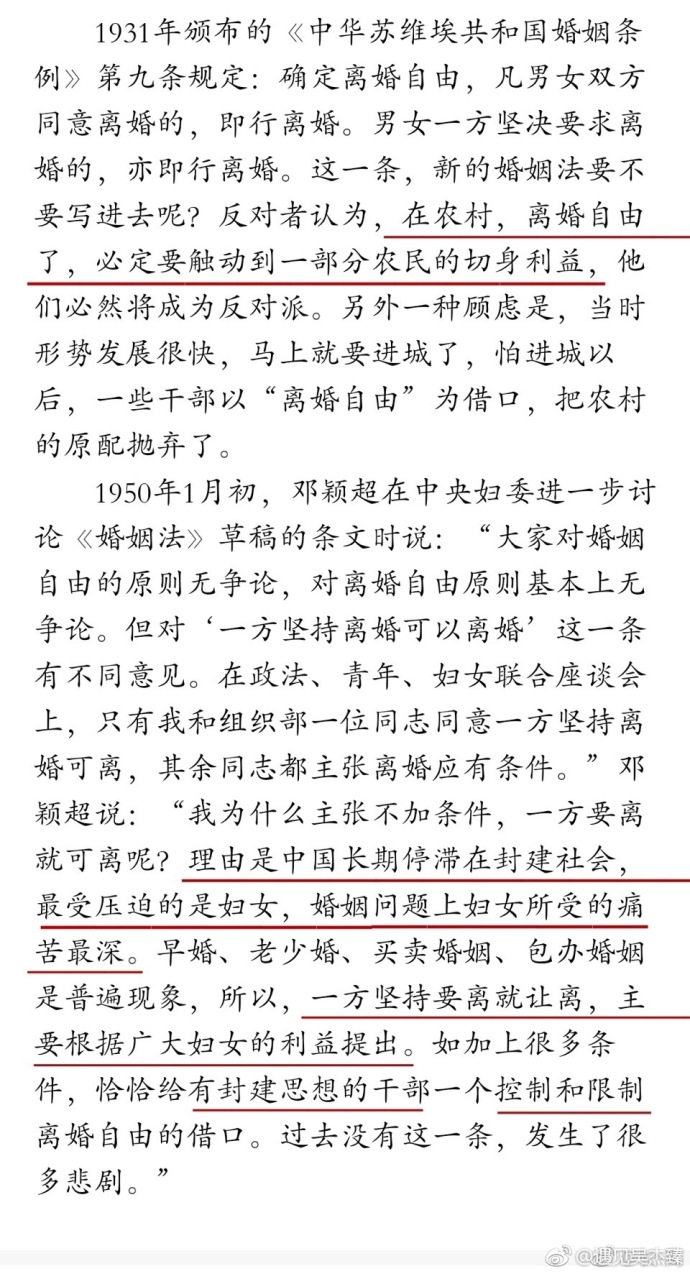 1931年颁布的《中华苏维埃共和国婚姻条
例》第九条规定：确定离婚自由，凡男女双方
同意离婚的，即行离婚。男女一方坚决要求离
婚的，亦即行离婚。这一条，新的婚姻法要不
要写进去呢？反对者认为，在农村，离婚自由
了，必定要触动到一部分农民的切身利益，他
们必然将成为反对派。另外一种顾虑是，当时
形势发展很快，马上就要进城了，怕进城以
后，一些干部以“离婚自由”为借口，把农村
的原配抛弃了。
1950年1月初，邓颖超在中央妇委进一步讨
论《婚姻法》草稿的条文时说：“大家对婚姻
自由的原则无争论，对离婚自由原则基本上无
争论。但对‘一方坚持离婚可以离婚’这一条
有不同意见。在政法、青年、妇女联合座谈会
上，只有我和组织部一位同志同意一方坚持离
婚可离，其余同志都主张离婚应有条件。”邓
颖超说：“我为什么主张不加条件，一方要离
就可离呢？理由是中国长期停滞在封建社会，
最受压迫的是妇女，婚姻问题上妇女所受的痛
苦最深。早婚、老少婚、买卖婚姻、包办婚姻
是普遍现象，所以，一方坚持要离就让离，主
要根据广大妇女的利益提出。如加上很多条
件，恰恰给有封建思想的干部一个控制和限制
离婚自由的借口。过去没有这一条，发生了很
多悲剧。”